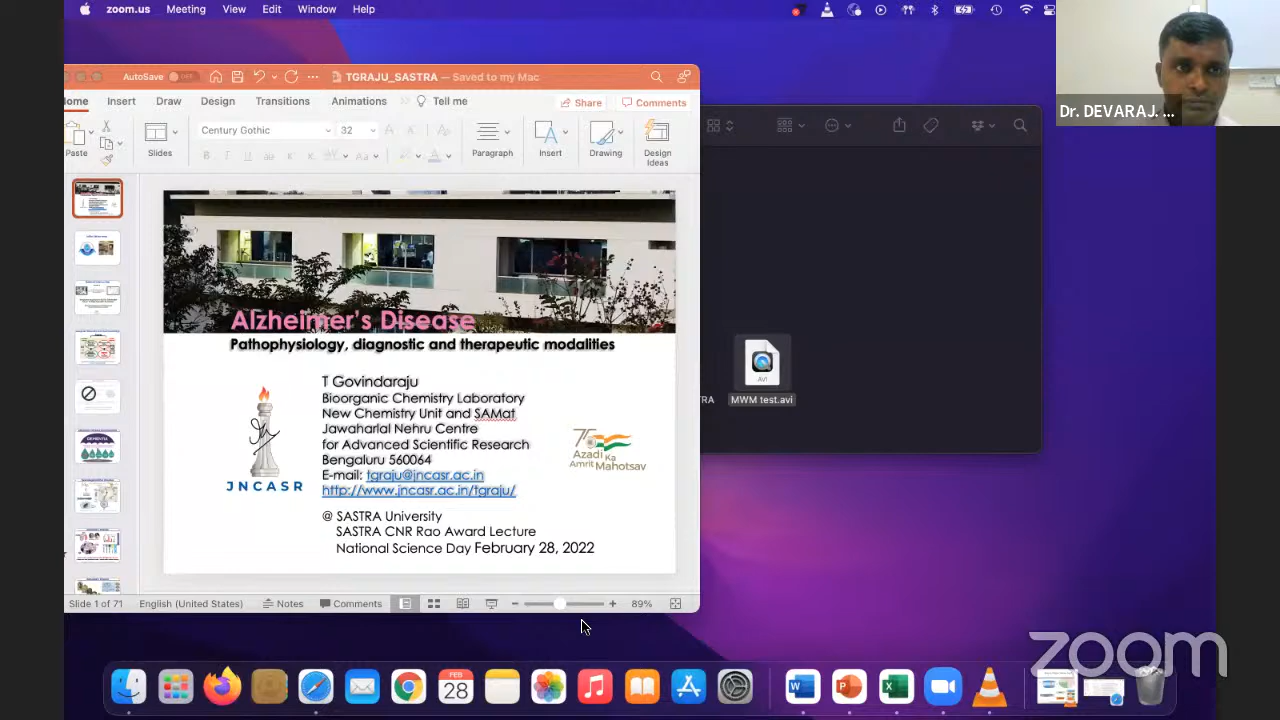 zoom.us Meeting View Edit Window Help
AutoSave OFF TGRAJU_SASTRA — Saved to my Mac
Home Insert Draw Design Transitions Animations Tell me Share Comments
Century Gothic 32
Paste Slides Paragraph Insert Drawing Design Ideas
Dr. DEVARAJ. ...
Alzheimer's Disease
Pathophysiology, diagnostic and therapeutic modalities
T Govindaraju
Bioorganic Chemistry Laboratory
New Chemistry Unit and SAMat
Jawaharlal Nehru Centre
for Advanced Scientific Research
Bengaluru 560064
E-mail: tgraju@jncasr.ac.in
http://www.jncasr.ac.in/tgraju/
JNCASR
75
Azadi Ka
Amrit Mahotsav
@ SASTRA University
SASTRA CNR Rao Award Lecture
National Science Day February 28, 2022
AVI
TRA MWM test.avi
Slide 1 of 71 English (United States) Notes Comments 89%
FEB
28
zoom